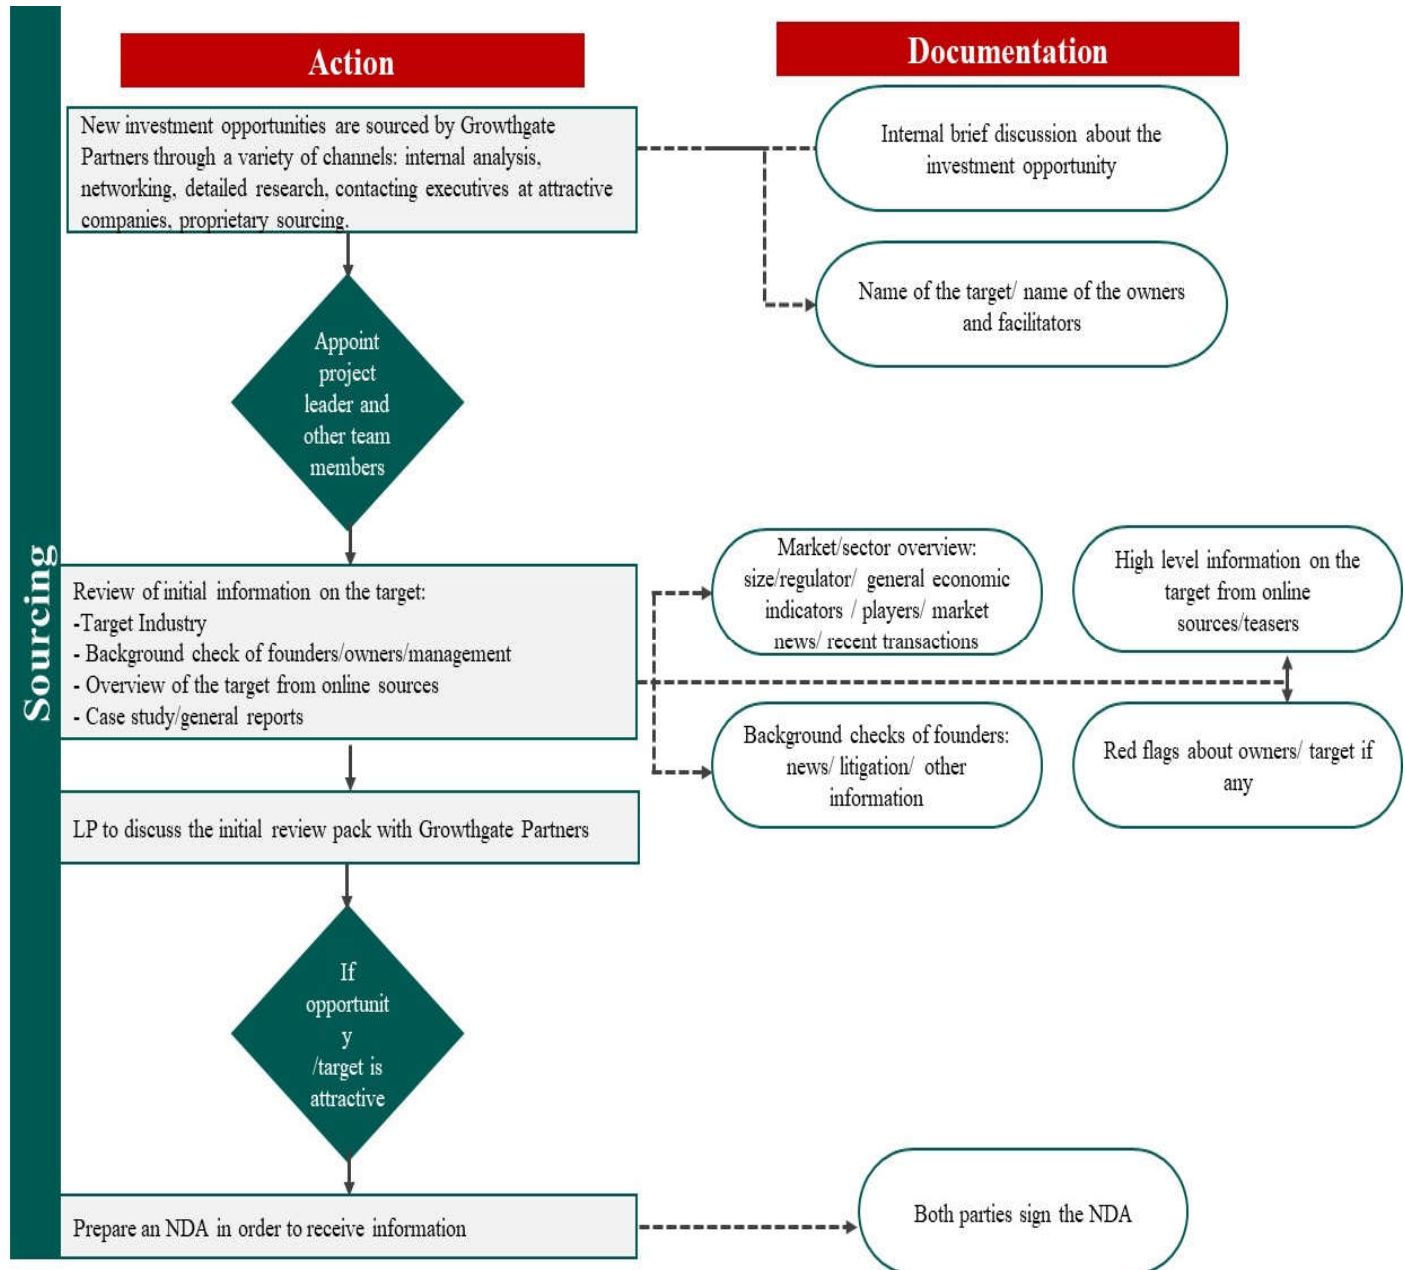 Action
Documentation
Sourcing
New investment opportunities are sourced by Growthgate
Partners through a variety of channels: internal analysis,
networking, detailed research, contacting executives at attractive
companies, proprietary sourcing.
Internal brief discussion about the
investment opportunity
Name of the target/ name of the owners
and facilitators
Appoint
project
leader and
other team
members
Review of initial information on the target:
-Target Industry
- Background check of founders/owners/management
- Overview of the target from online sources
- Case study/general reports
Market/sector overview:
size/regulator/ general economic
indicators / players/ market
news/ recent transactions
High level information on the
target from online
sources/teasers
Background checks of founders:
news/ litigation/ other
information
Red flags about owners/ target if
any
LP to discuss the initial review pack with Growthgate Partners
If
opportunit
y
/target is
attractive
Prepare an NDA in order to receive information
Both parties sign the NDA